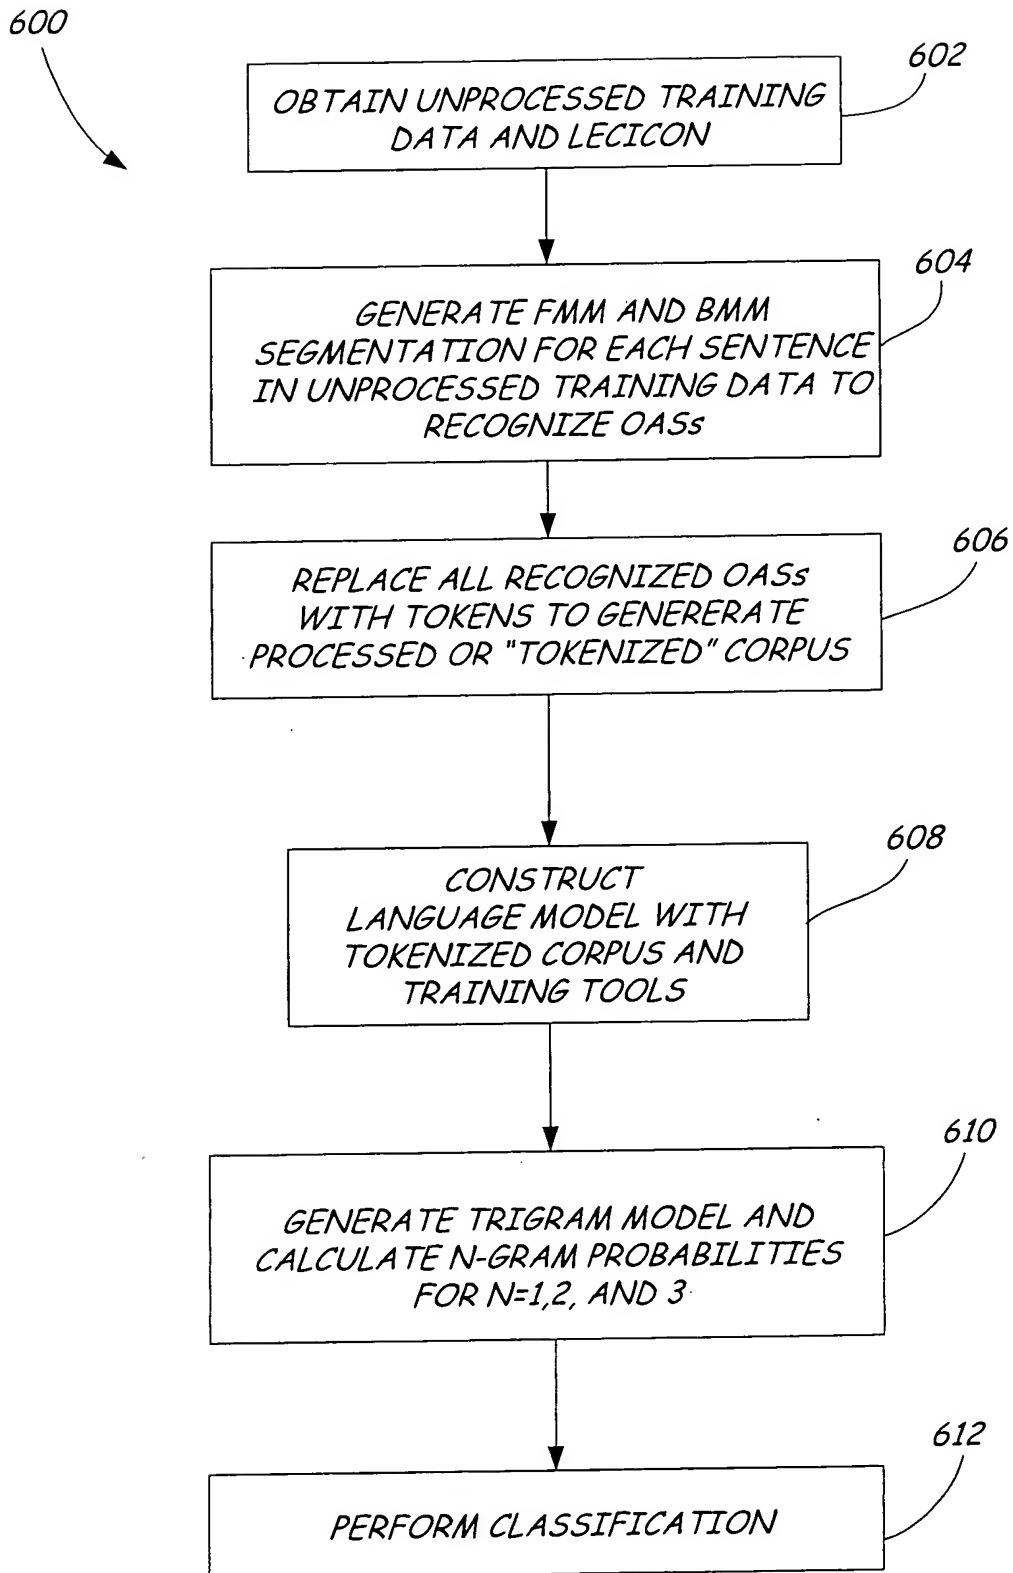 600
602
OBTAIN UNPROCESSED TRAINING
DATA AND LECICON
604
GENERATE FMM AND BMM
SEGMENTATION FOR EACH SENTENCE
IN UNPROCESSED TRAINING DATA TO
RECOGNIZE OASs
606
REPLACE ALL RECOGNIZED OASs
WITH TOKENS TO GENERERATE
PROCESSED OR "TOKENIZED" CORPUS
608
CONSTRUCT
LANGUAGE MODEL WITH
TOKENIZED CORPUS AND
TRAINING TOOLS
610
GENERATE TRIGRAM MODEL AND
CALCULATE N-GRAM PROBABILITIES
FOR N=1,2, AND 3
612
PERFORM CLASSIFICATION